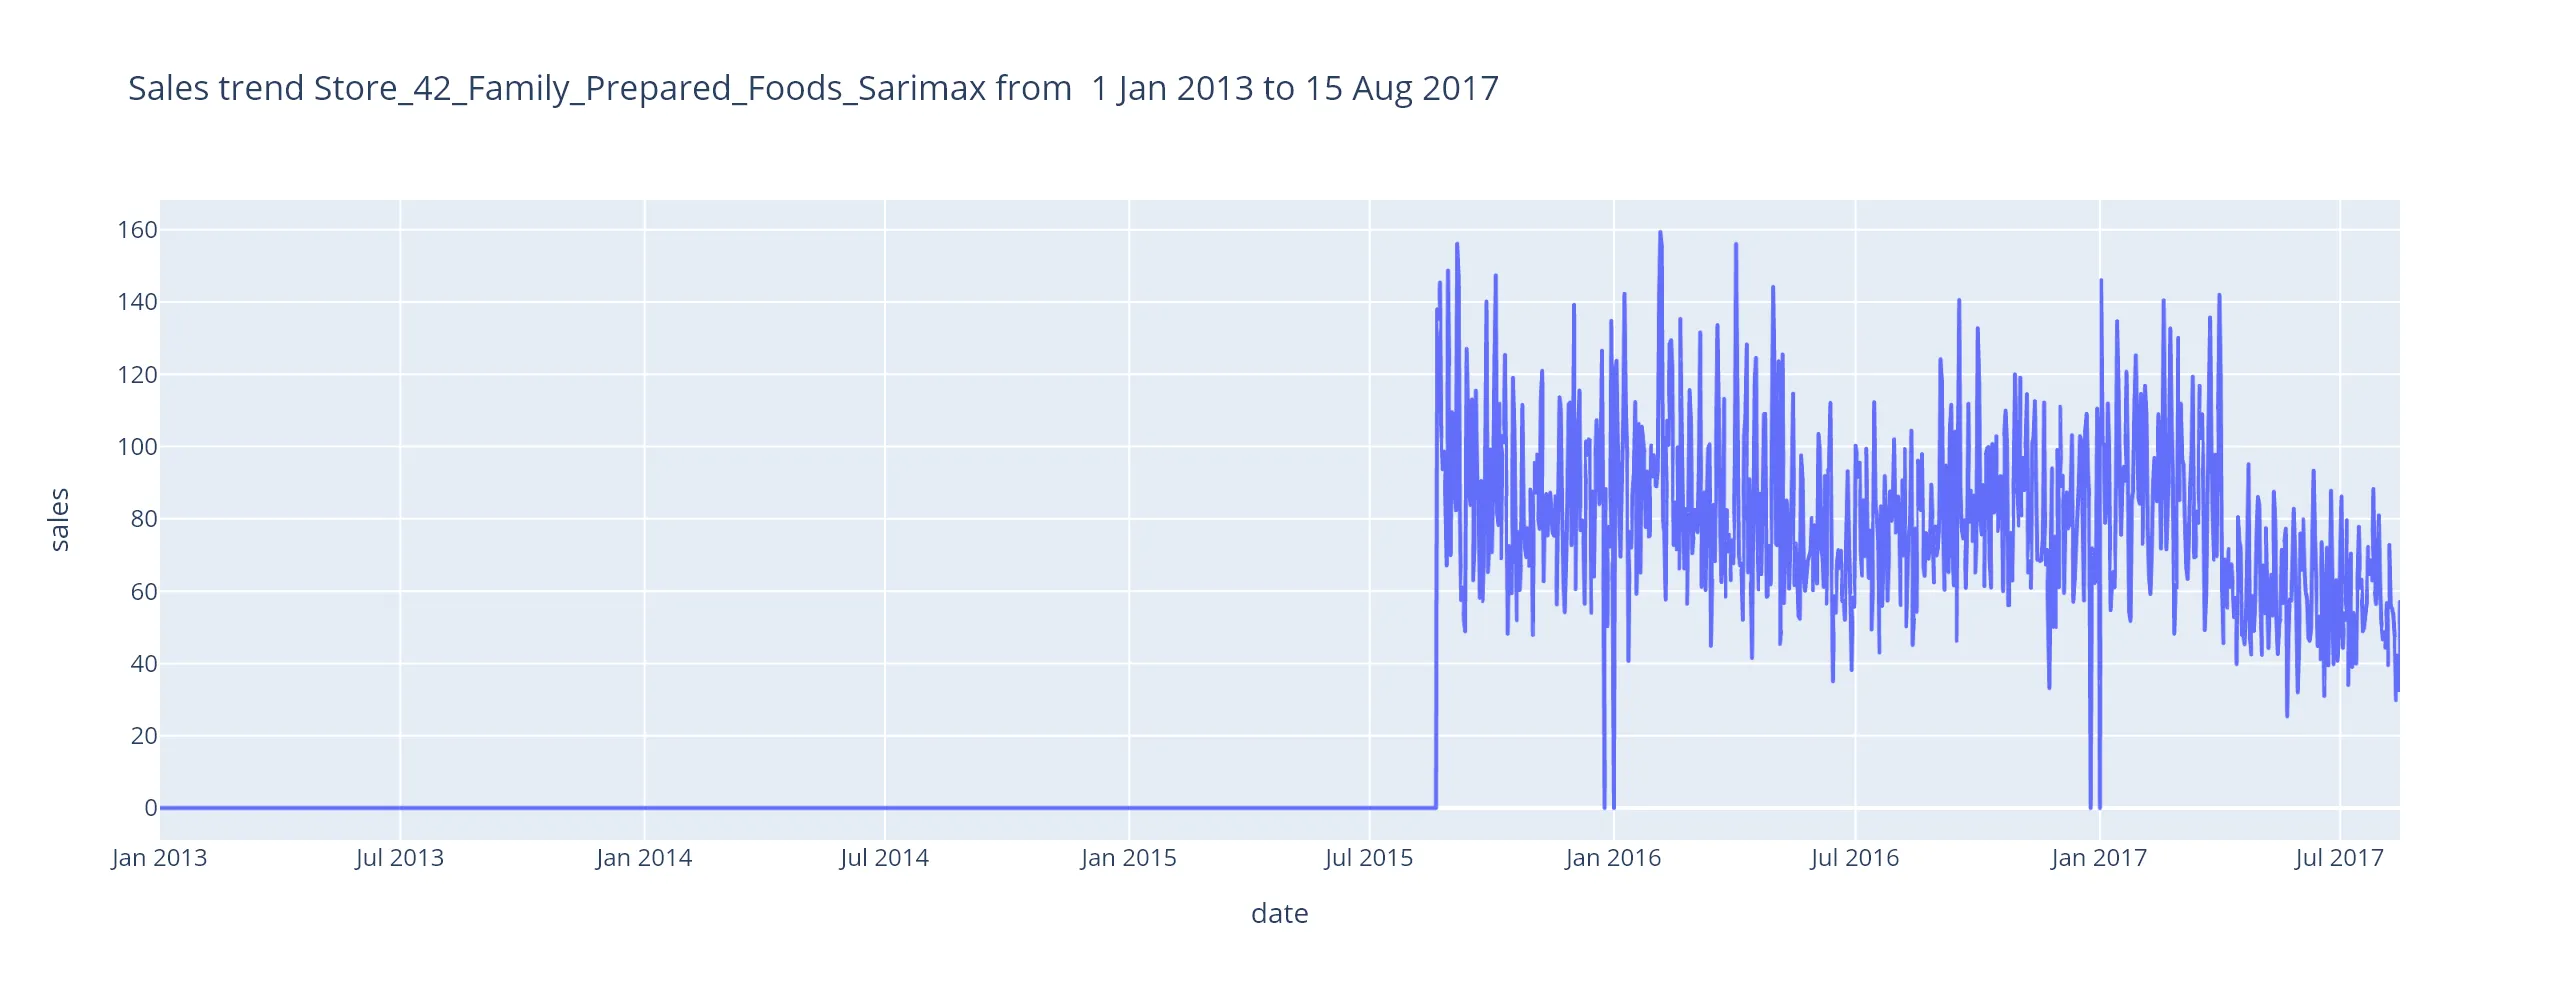 Sales trend Store_42_Family_Prepared_Foods_Sarimax from  1 Jan 2013 to 15 Aug 2017
160
140
120
100
80
60
40
20
0
sales
Jan 2013 Jul 2013 Jan 2014 Jul 2014 Jan 2015 Jul 2015 Jan 2016 Jul 2016 Jan 2017 Jul 2017
date